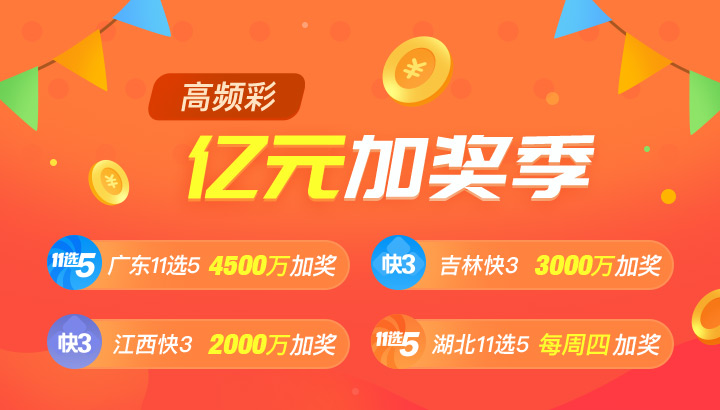 高频彩
亿元加奖季
11选5 广东11选5 4500万加奖
快3 吉林快3 3000万加奖
快3 江西快3 2000万加奖
11选5 湖北11选5 每周四加奖